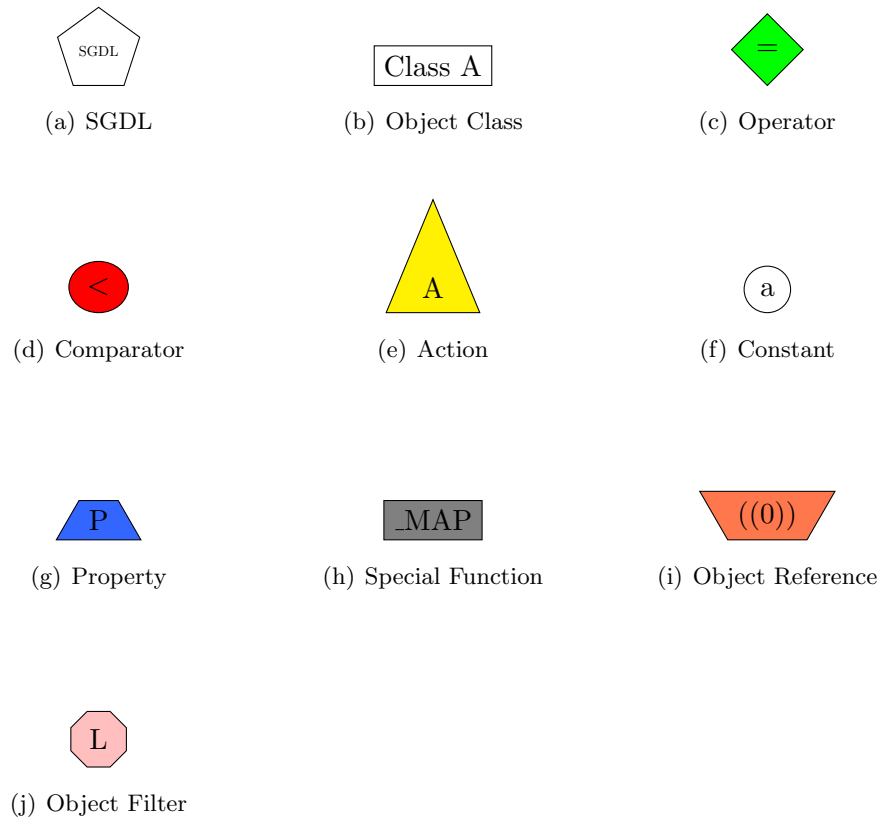 SGDL
Class A
=
(a) SGDL
(b) Object Class
(c) Operator
<
A
a
(d) Comparator
(e) Action
(f) Constant
P
_MAP
((0))
(g) Property
(h) Special Function
(i) Object Reference
L
(j) Object Filter